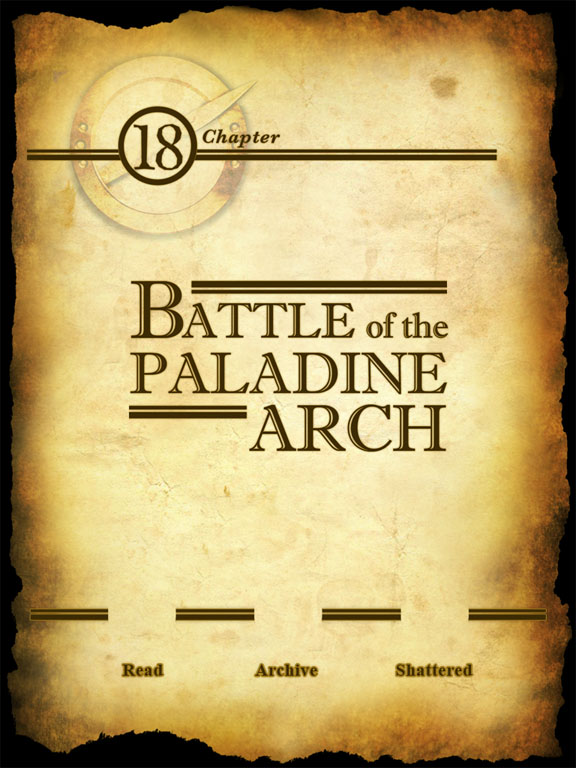 18 Chapter
BATTLE of the
PALADINE
ARCH
Read Archive Shattered